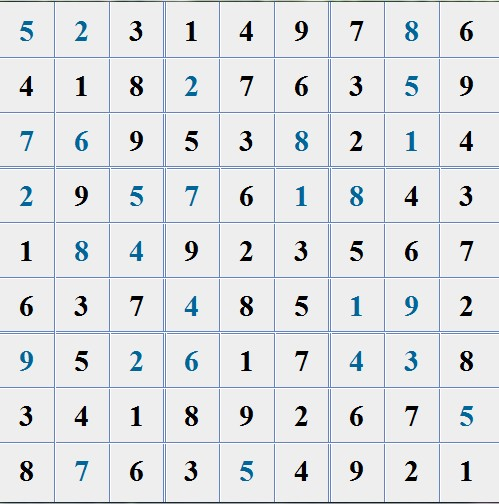 5 2 3 1 4 9 7 8 6
4 1 8 2 7 6 3 5 9
7 6 9 5 3 8 2 1 4
2 9 5 7 6 1 8 4 3
1 8 4 9 2 3 5 6 7
6 3 7 4 8 5 1 9 2
9 5 2 6 1 7 4 3 8
3 4 1 8 9 2 6 7 5
8 7 6 3 5 4 9 2 1